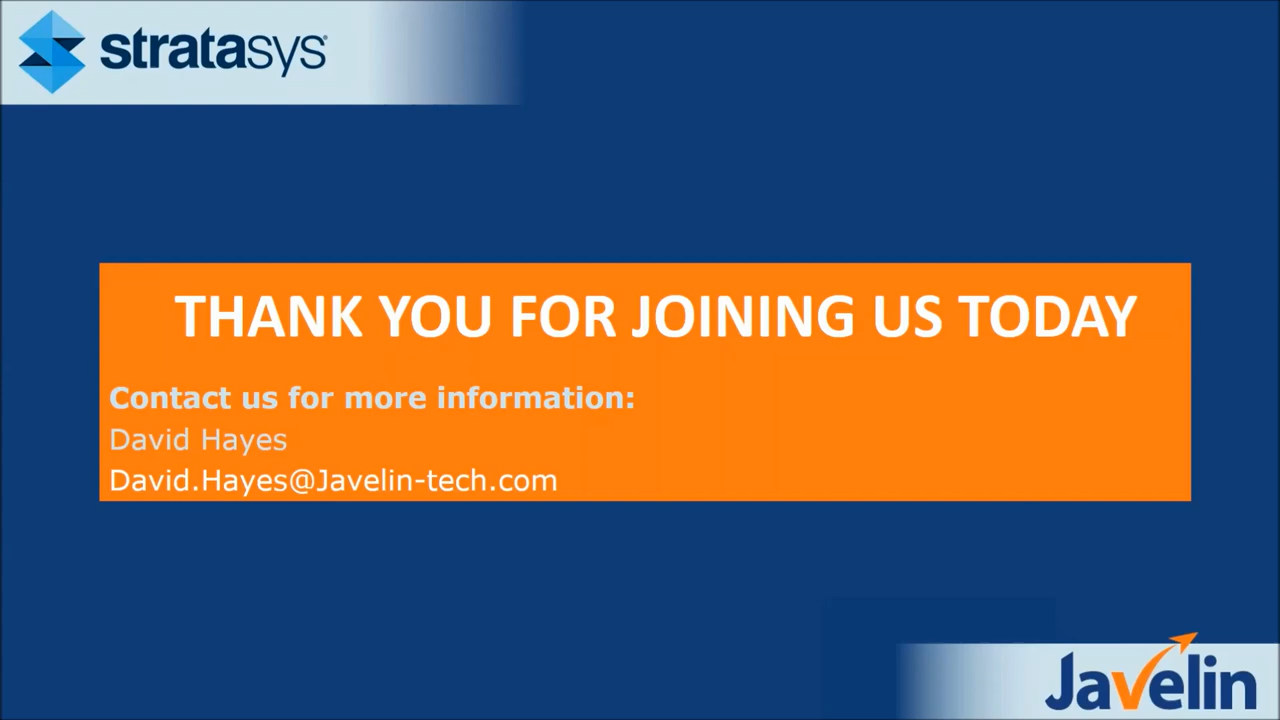 stratasys
THANK YOU FOR JOINING US TODAY
Contact us for more information:
David Hayes
David.Hayes@Javelin-tech.com
Javelin